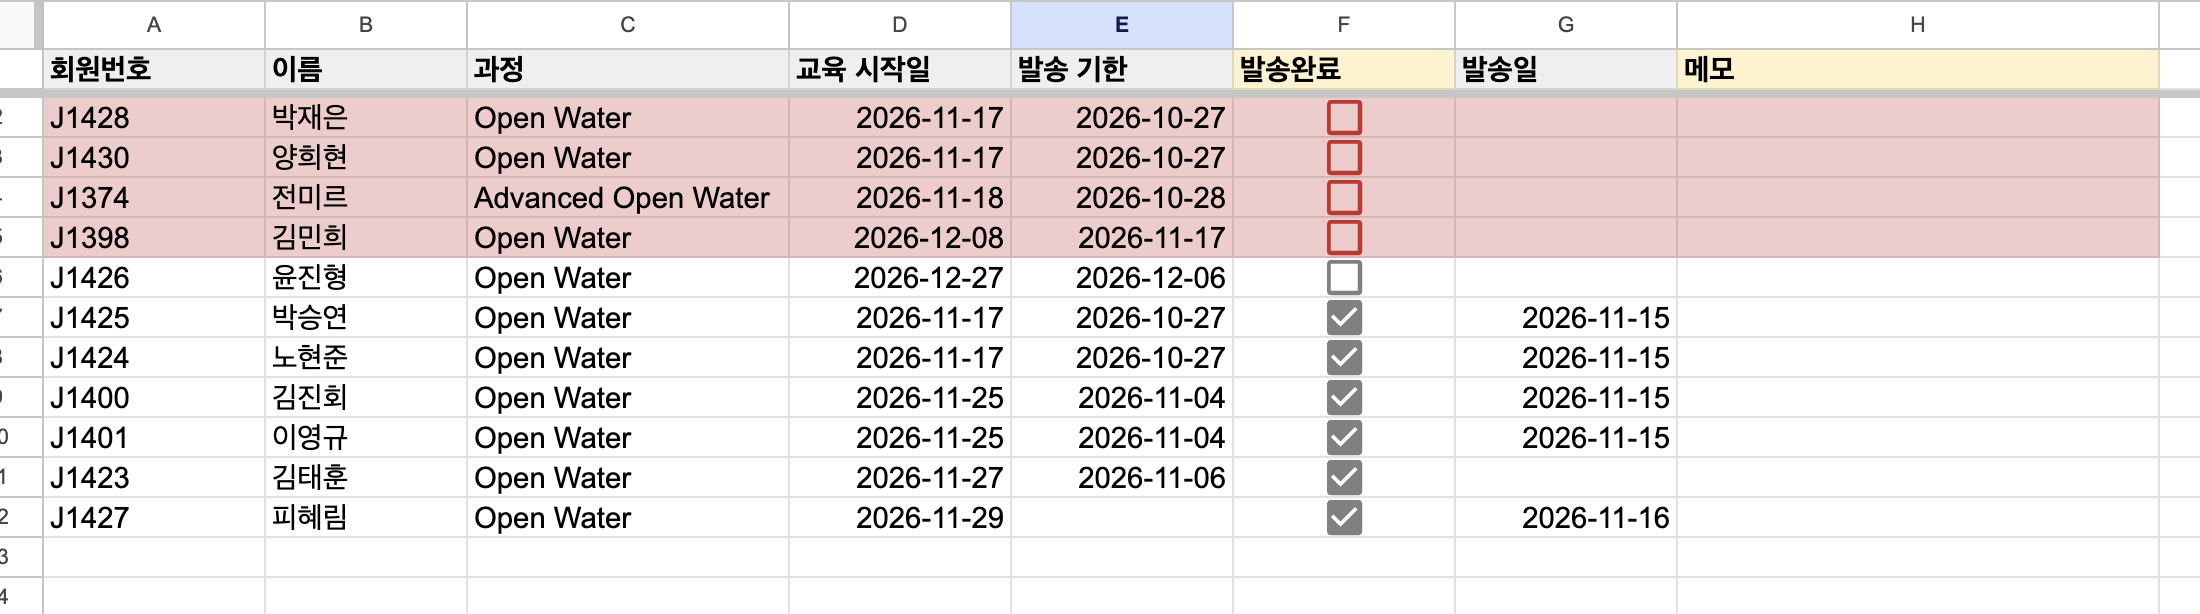 A B C D E F G H
회원번호 이름 과정 교육 시작일 발송 기한 발송완료 발송일 메모
2 J1428 박재은 Open Water 2026-11-17 2026-10-27
3 J1430 양희현 Open Water 2026-11-17 2026-10-27
J1374 전미르 Advanced Open Water 2026-11-18 2026-10-28
5 J1398 김민희 Open Water 2026-12-08 2026-11-17
6 J1426 윤진형 Open Water 2026-12-27 2026-12-06
J1425 박승연 Open Water 2026-11-17 2026-10-27 2026-11-15
J1424 노현준 Open Water 2026-11-17 2026-10-27 2026-11-15
J1400 김진회 Open Water 2026-11-25 2026-11-04 2026-11-15
0 J1401 이영규 Open Water 2026-11-25 2026-11-04 2026-11-15
1 J1423 김태훈 Open Water 2026-11-27 2026-11-06
2 J1427 피혜림 Open Water 2026-11-29 2026-11-16
3
4